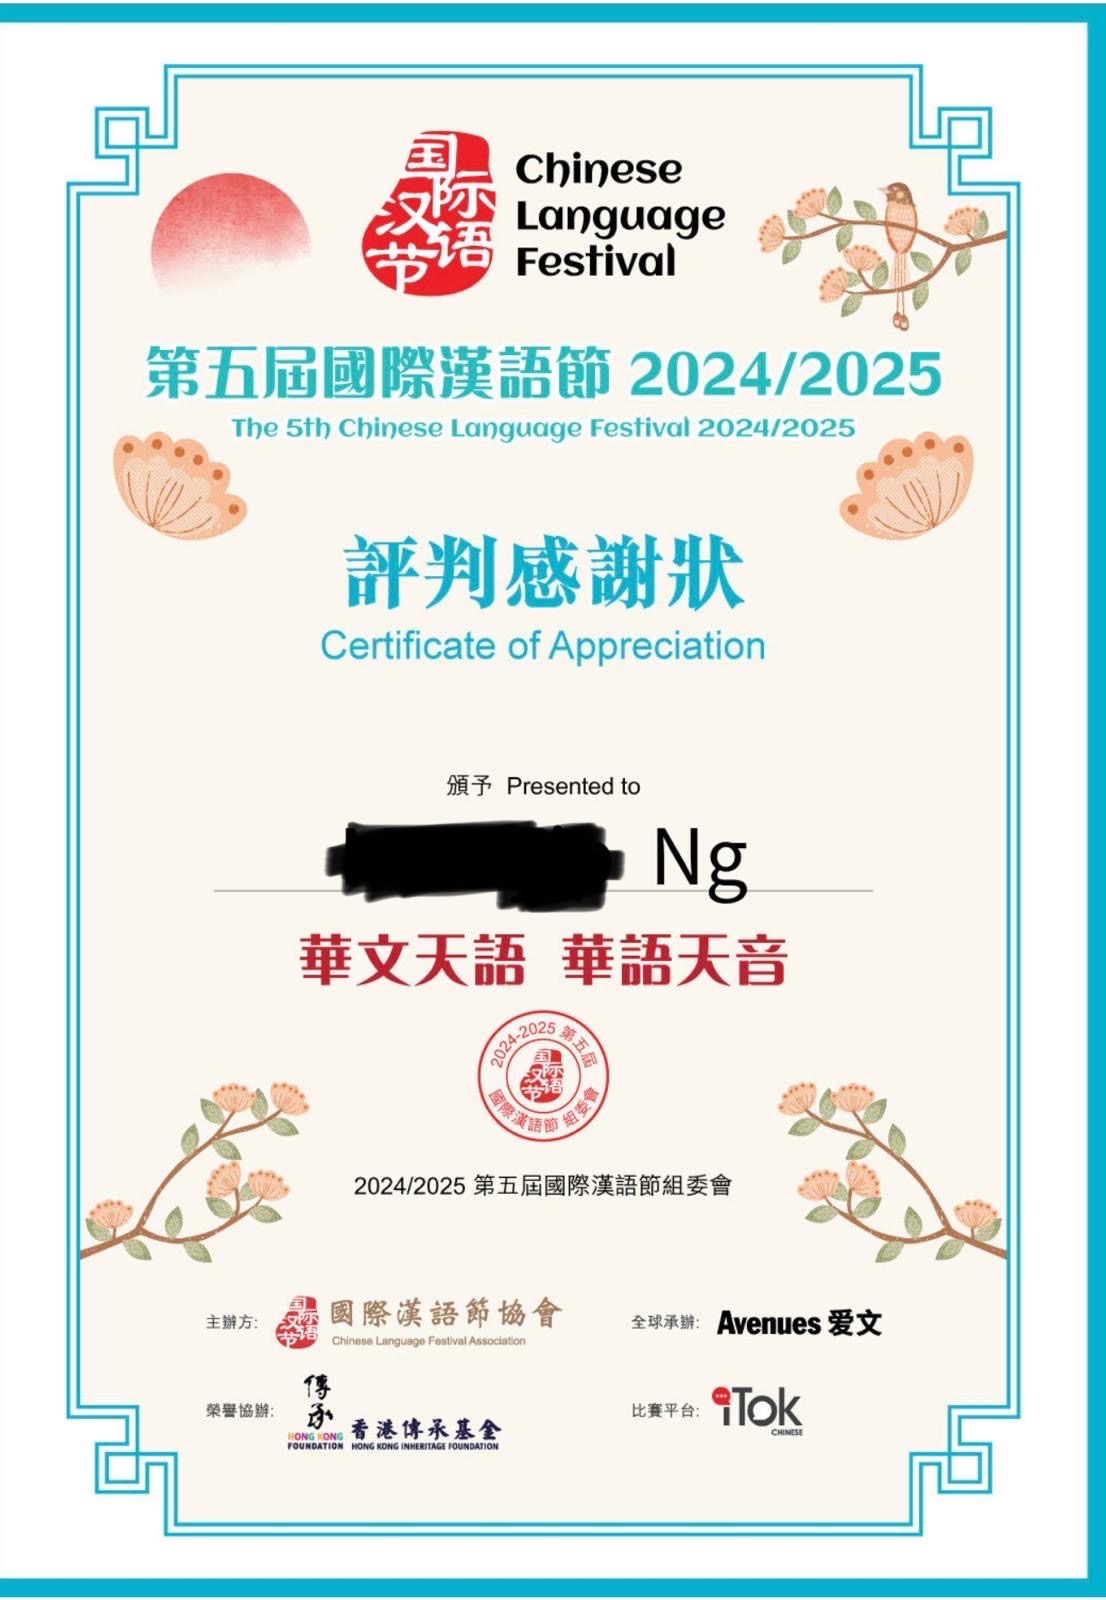 国际汉语节
Chinese
Language
Festival
第五屆國際漢語節 2024/2025
The 5th Chinese Language Festival 2024/2025
評判感謝狀
Certificate of Appreciation
頒予 Presented to
Ng
華文天語 華語天音
2024-2025 第五屆
国际汉语节
國際漢語節 組委會
2024/2025 第五屆國際漢語節組委會
主辦方: 国际汉语节 國際漢語節協會
Chinese Language Festival Association
全球承辦: Avenues 爱文
榮譽協辦: 傳承
HONG KONG
FOUNDATION
香港傳承基金
HONG KONG INHERITAGE FOUNDATION
比賽平台: iTok
CHINESE